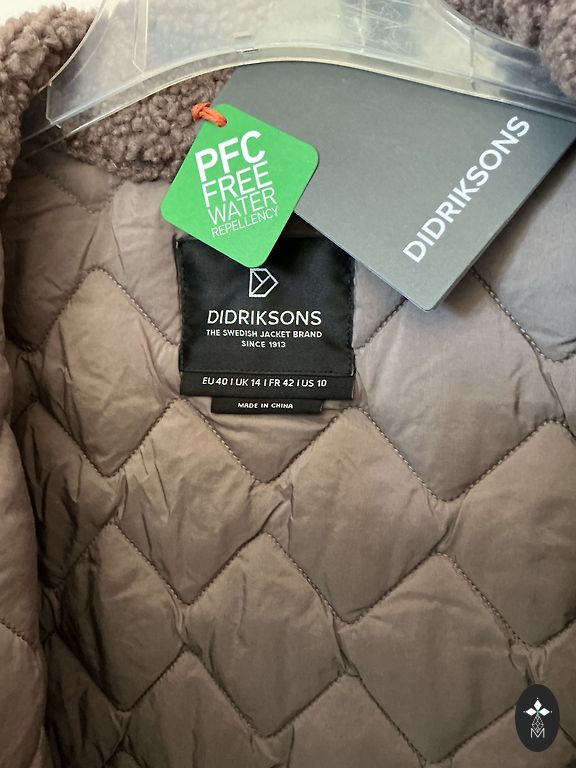 PFC
FREE
WATER
REPELLENCY
DIDRIKSONS
DIDRIKSONS
THE SWEDISH JACKET BRAND
SINCE 1913
EU 40 I UK 14 I FR 42 I US 10
MADE IN CHINA
M